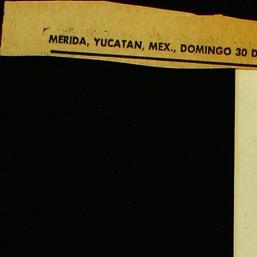 MERIDA, YUCATAN, MEX., DOMINGO 30 D